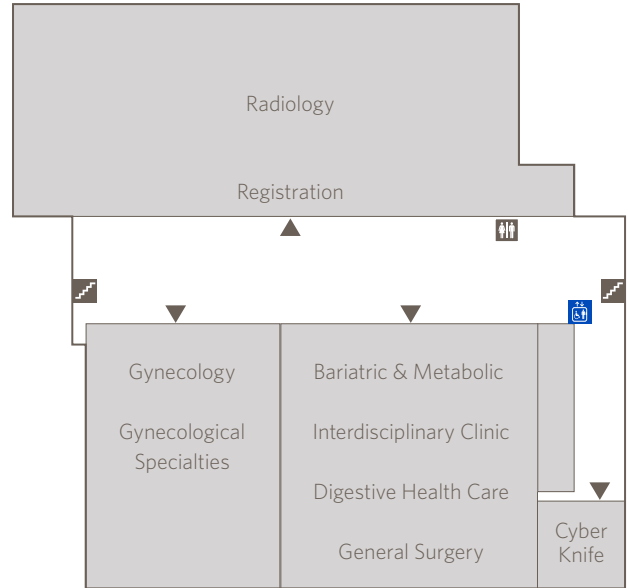 Radiology
Registration
Gynecology
Gynecological
Specialties
Bariatric & Metabolic
Interdisciplinary Clinic
Digestive Health Care
General Surgery
Cyber
Knife